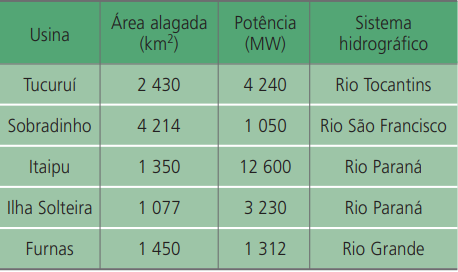 Usina Área alagada (km²) Potência (MW) Sistema hidrográfico
Tucuruí 2 430 4 240 Rio Tocantins
Sobradinho 4 214 1 050 Rio São Francisco
Itaipu 1 350 12 600 Rio Paraná
Ilha Solteira 1 077 3 230 Rio Paraná
Furnas 1 450 1 312 Rio Grande